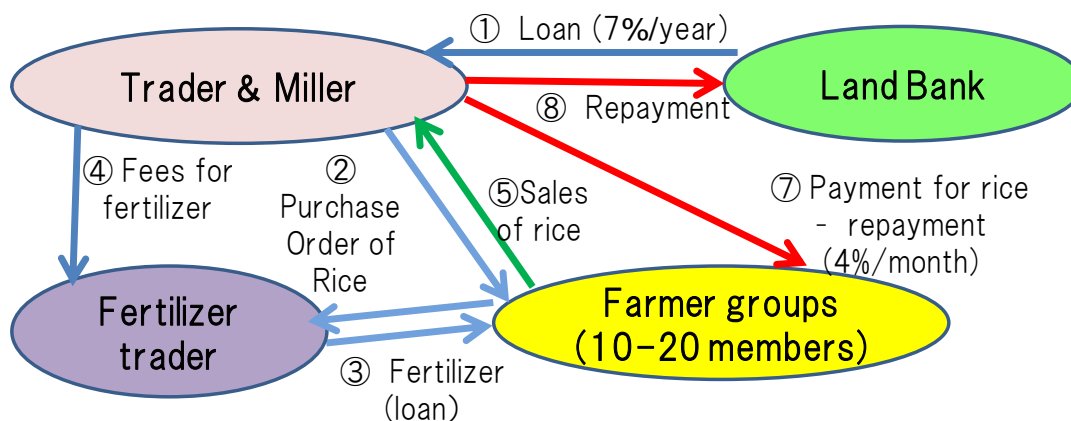 ① Loan (7%/year)
Trader & Miller
Land Bank
⑧ Repayment
④ Fees for
fertilizer
②
Purchase
Order of
Rice
⑤Sales
of rice
⑦ Payment for rice
- repayment
(4%/month)
Fertilizer
trader
Farmer groups
(10-20 members)
③ Fertilizer
(loan)